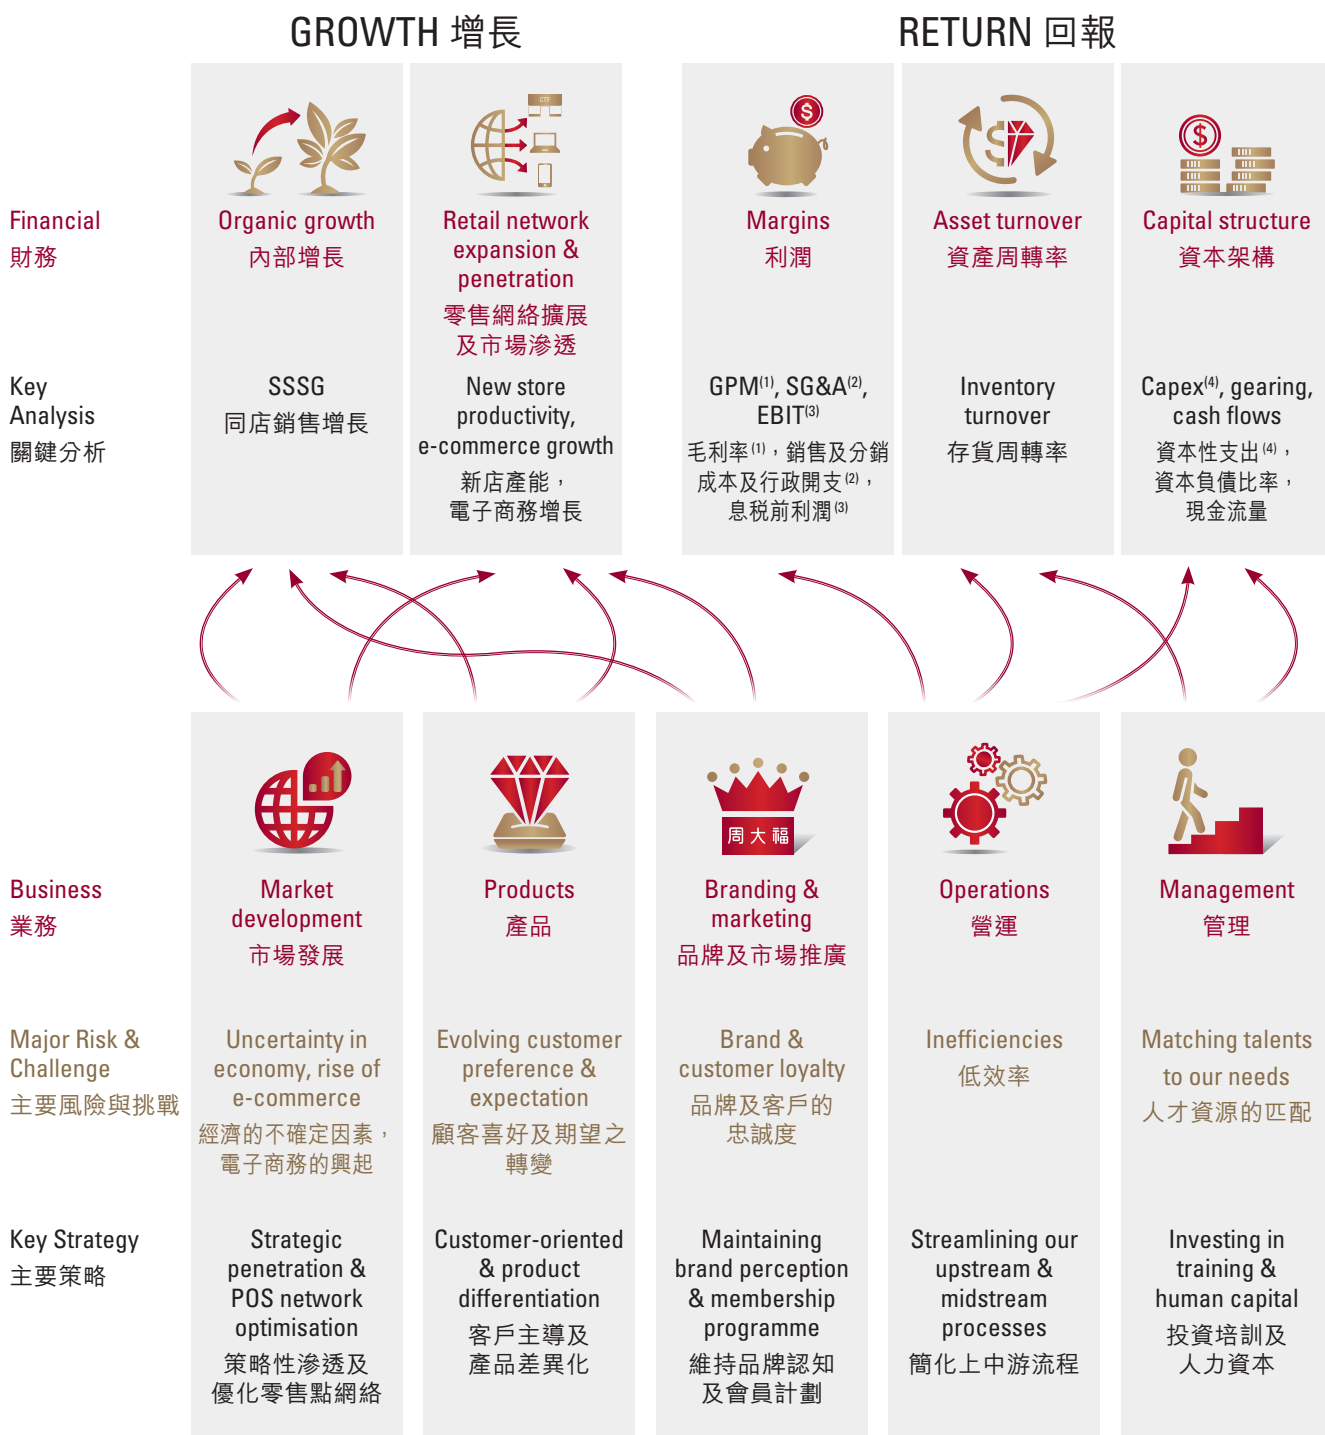 GROWTH 增長
RETURN 回報
CTF
$
$
$
Financial
財務
Organic growth
內部增長
Retail network
expansion &
penetration
零售網絡擴展
及市場滲透
Margins
利潤
Asset turnover
資產周轉率
Capital structure
資本架構
Key
Analysis
關鍵分析
SSSG
同店銷售增長
New store
productivity,
e-commerce growth
新店產能，
電子商務增長
GPM(1), SG&A(2),
EBIT(3)
毛利率(1)，銷售及分銷
成本及行政開支(2)，
息稅前利潤(3)
Inventory
turnover
存貨周轉率
Capex(4), gearing,
cash flows
資本性支出(4)，
資本負債比率，
現金流量
周大福
Business
業務
Market
development
市場發展
Products
產品
Branding &
marketing
品牌及市場推廣
Operations
營運
Management
管理
Major Risk &
Challenge
主要風險與挑戰
Uncertainty in
economy, rise of
e-commerce
經濟的不確定因素，
電子商務的興起
Evolving customer
preference &
expectation
顧客喜好及期望之
轉變
Brand &
customer loyalty
品牌及客戶的
忠誠度
Inefficiencies
低效率
Matching talents
to our needs
人才資源的匹配
Key Strategy
主要策略
Strategic
penetration &
POS network
optimisation
策略性滲透及
優化零售點網絡
Customer-oriented
& product
differentiation
客戶主導及
產品差異化
Maintaining
brand perception
& membership
programme
維持品牌認知
及會員計劃
Streamlining our
upstream &
midstream
processes
簡化上中游流程
Investing in
training &
human capital
投資培訓及
人力資本